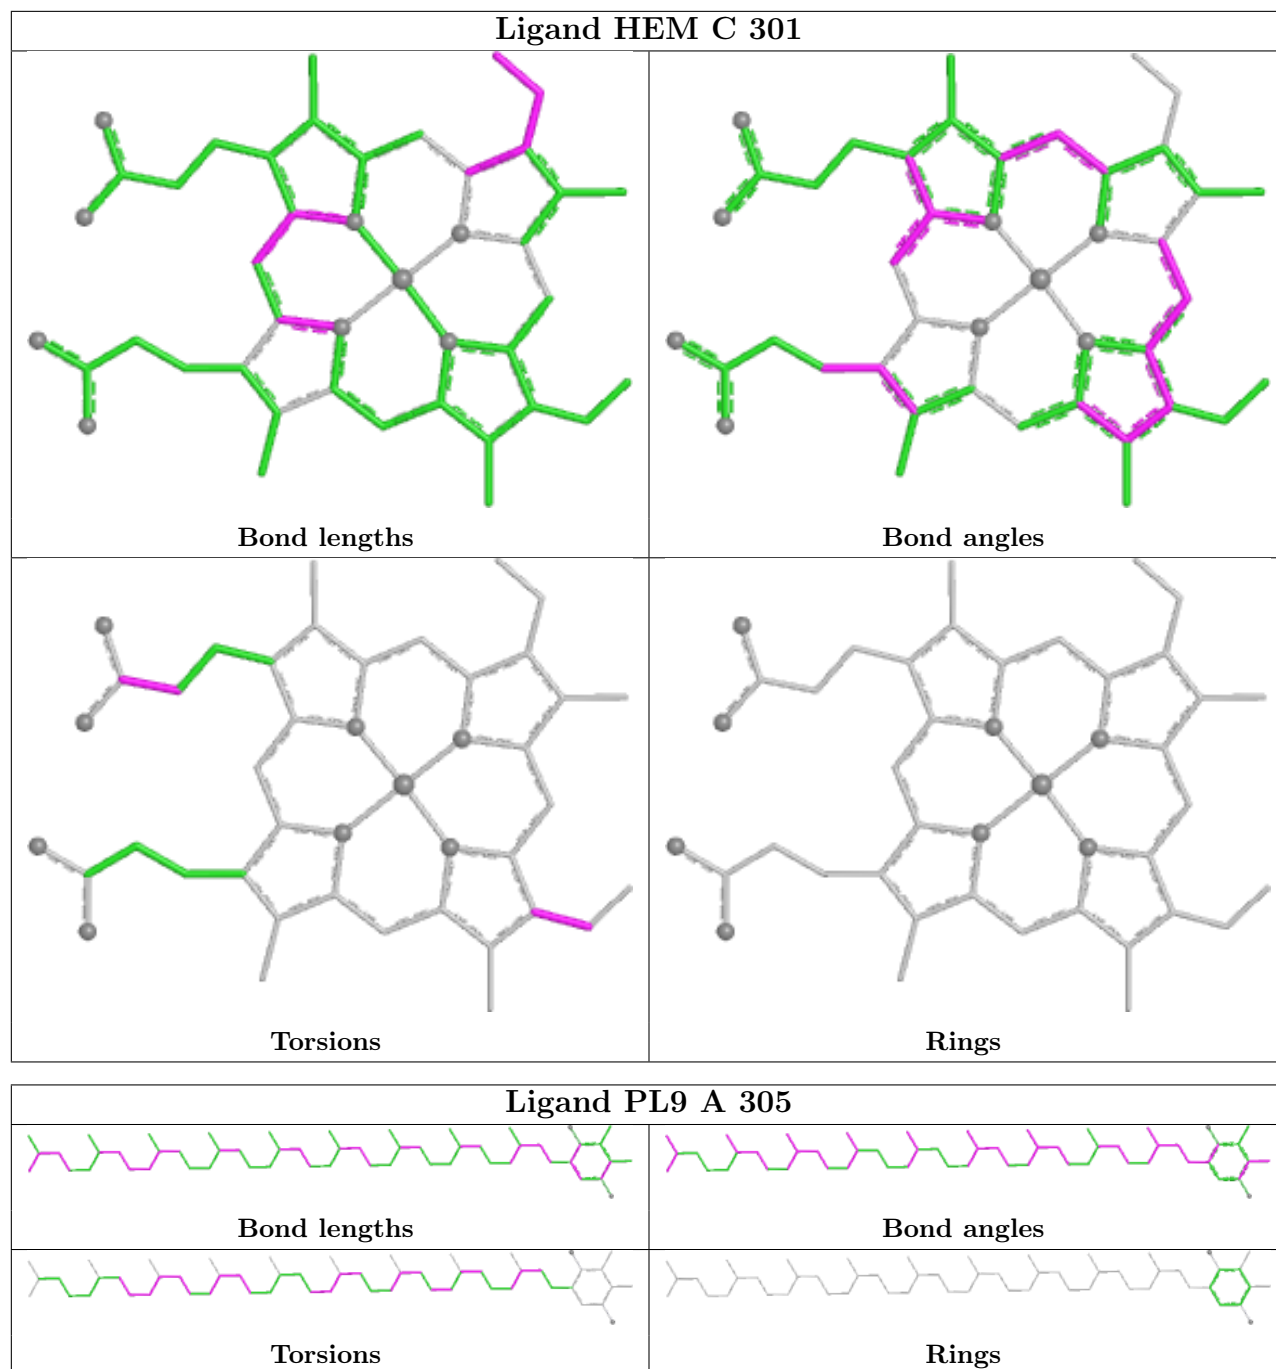 Ligand HEM C 301
Bond lengths
Bond angles
Torsions
Rings
Ligand PL9 A 305
Bond lengths
Bond angles
Torsions
Rings